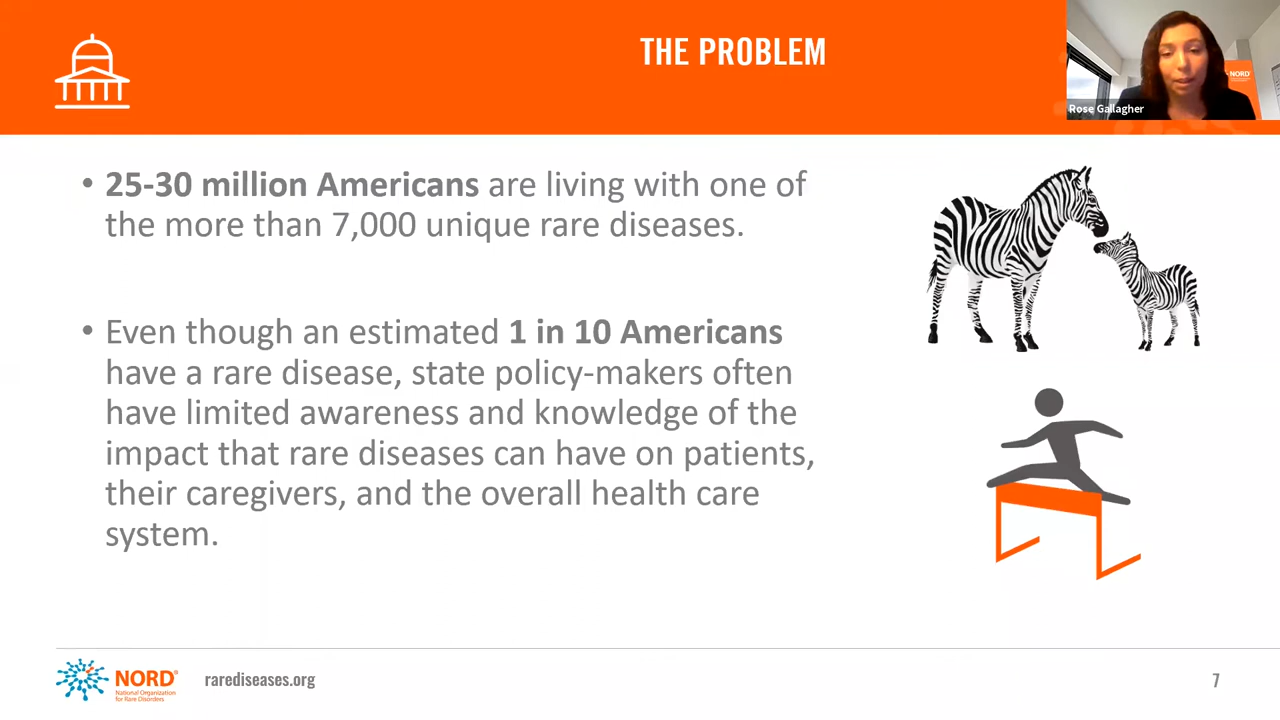 THE PROBLEM
NORD
Rose Gallagher
• 25-30 million Americans are living with one of
the more than 7,000 unique rare diseases.
• Even though an estimated 1 in 10 Americans
have a rare disease, state policy-makers often
have limited awareness and knowledge of the
impact that rare diseases can have on patients,
their caregivers, and the overall health care
system.
NORD®
National Organization
for Rare Disorders
rarediseases.org
7